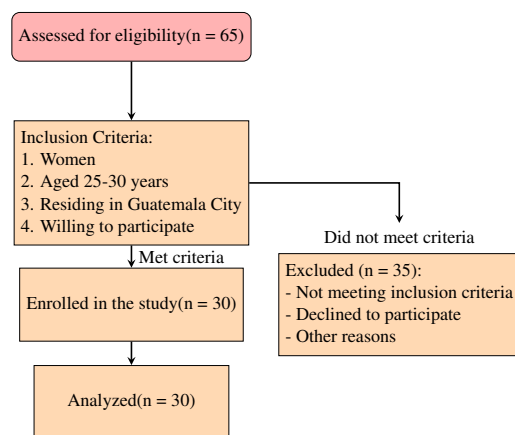 Assessed for eligibility(n = 65)
Inclusion Criteria:
1. Women
2. Aged 25-30 years
3. Residing in Guatemala City
4. Willing to participate
Met criteria
Did not meet criteria
Excluded (n = 35):
- Not meeting inclusion criteria
- Declined to participate
- Other reasons
Enrolled in the study(n = 30)
Analyzed(n = 30)